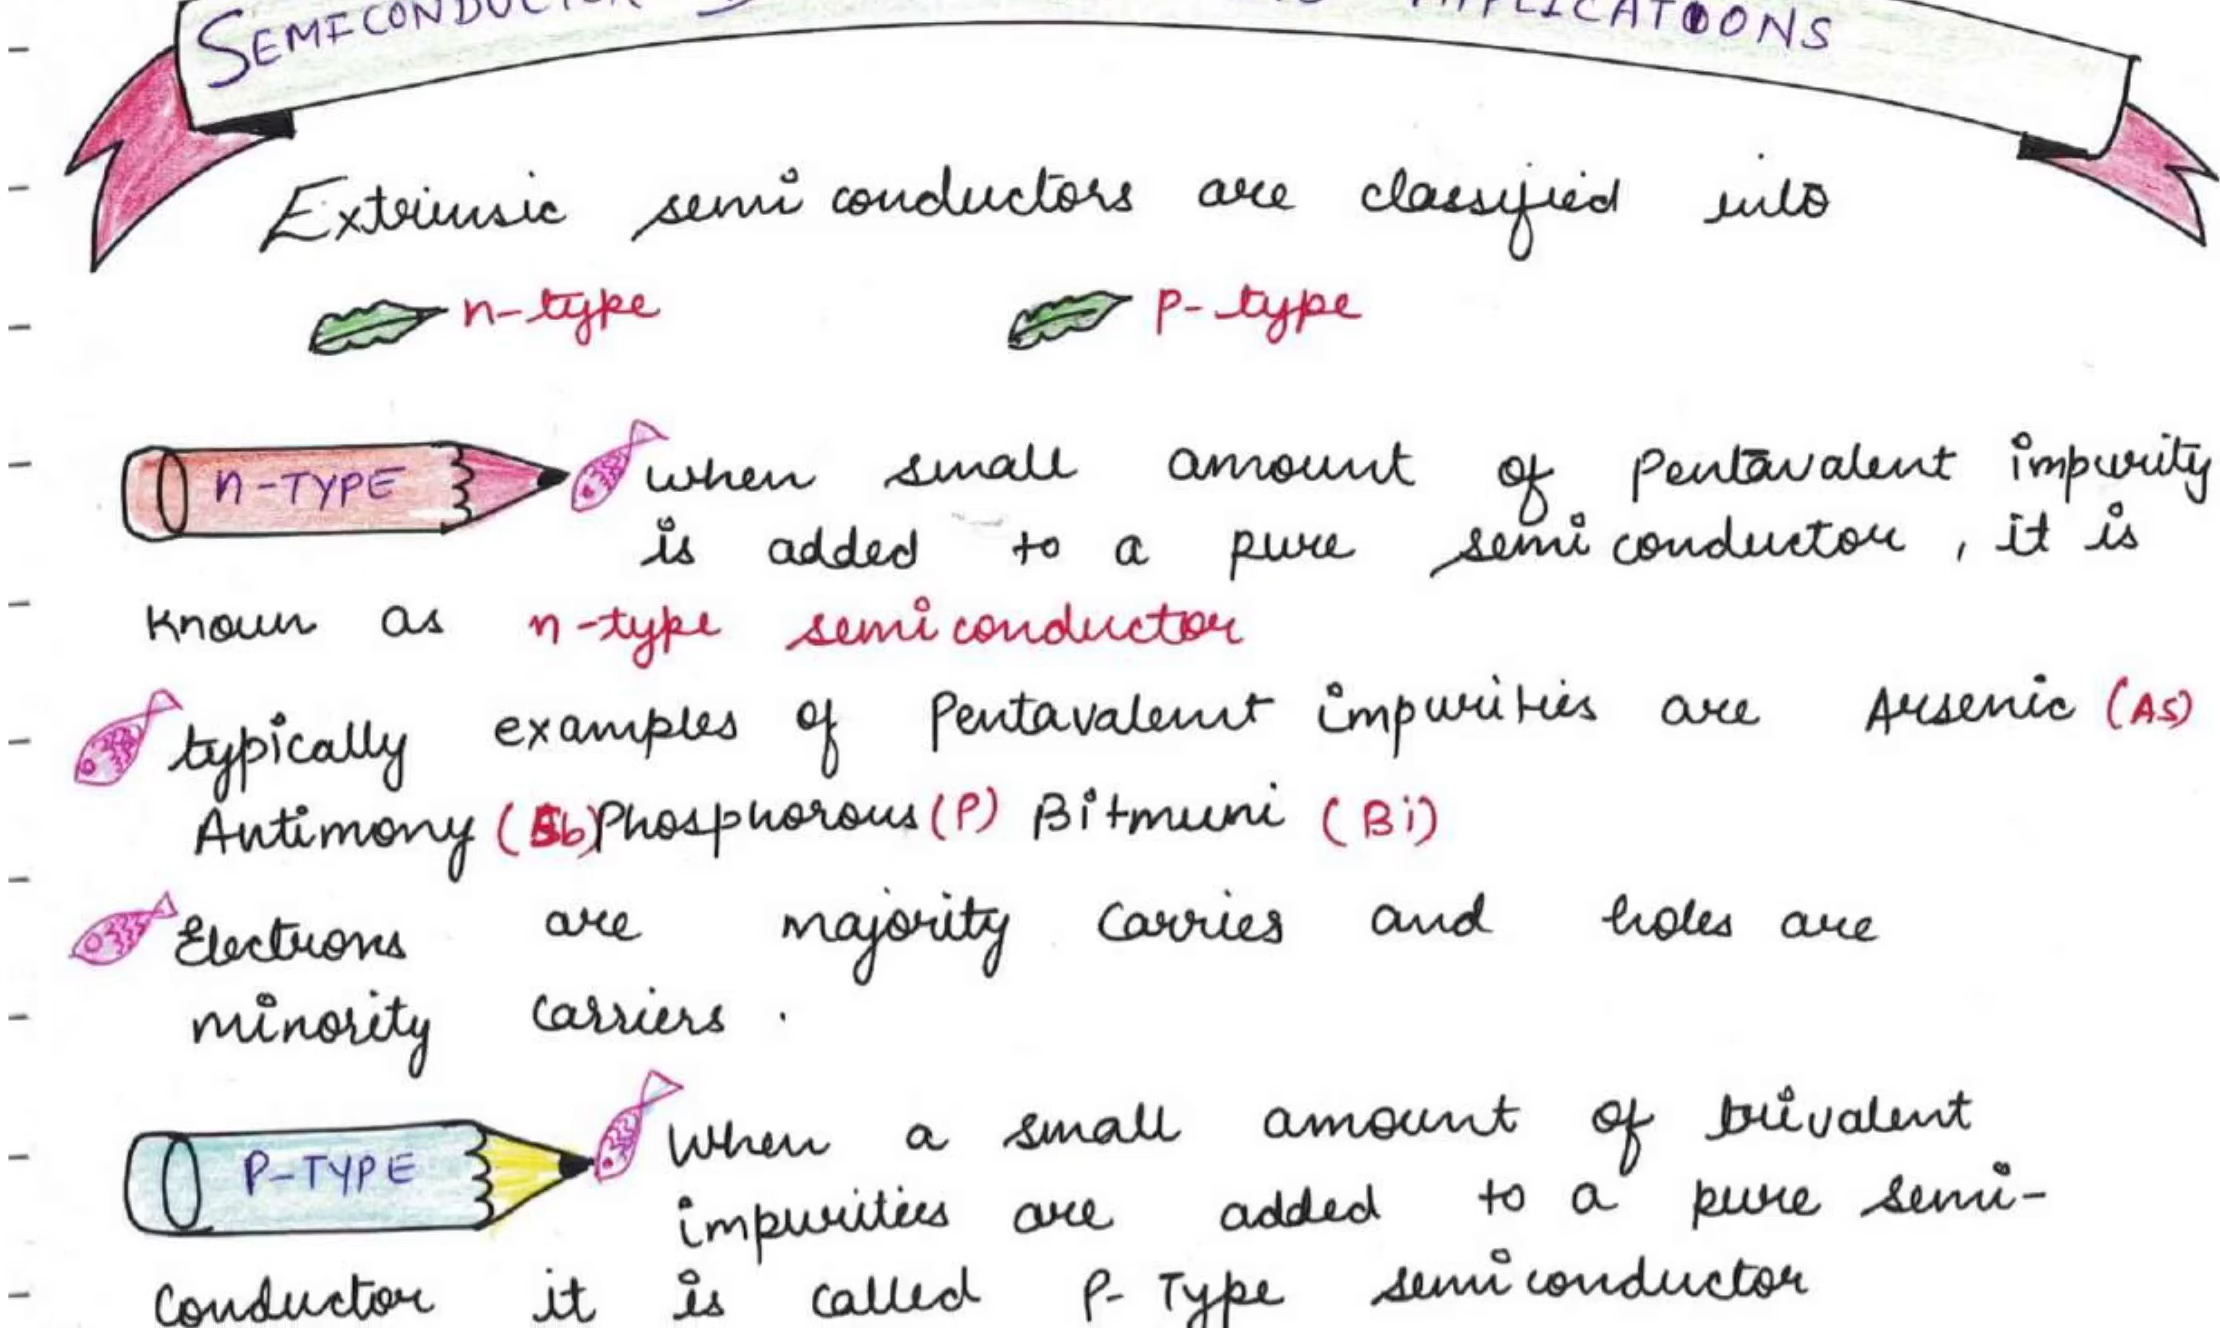 SEMICONDUCTOR APPLICATOONS
Extrinsic semi conductors are classified into
n-type p-type
n-TYPE when small amount of Pentavalent impurity
is added to a pure semi conductor, it is
known as n-type semi conductor
typically examples of Pentavalent impurities are Arsenic (As)
Antimony (Sb) Phosphorous (P) Bitmuni (Bi)
Electrons are majority carries and holes are
minority carriers.
P-TYPE When a small amount of trivalent
impurities are added to a pure semi-
conductor it is called P-Type semi conductor